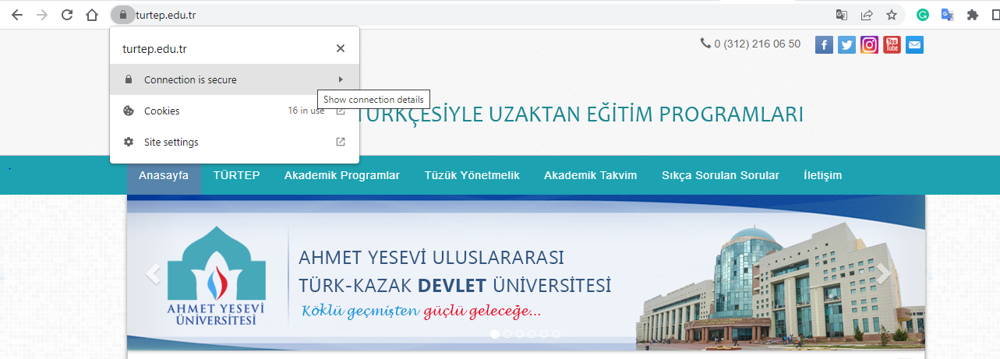 turtep.edu.tr
turtep.edu.tr
Connection is secure
Show connection details
Cookies 16 in use
Site settings
0 (312) 216 06 50
You Tube
TÜRKÇESİYLE UZAKTAN EĞİTİM PROGRAMLARI
Anasayfa TÜRTEP Akademik Programlar Tüzük Yönetmelik Akademik Takvim Sıkça Sorulan Sorular İletişim
AHMET YESEVİ
ÜNİVERSİTESİ
AHMET YESEVİ ULUSLARARASI
TÜRK-KAZAK DEVLET ÜNİVERSİTESİ
Köklü geçmişten güçlü geleceğe...